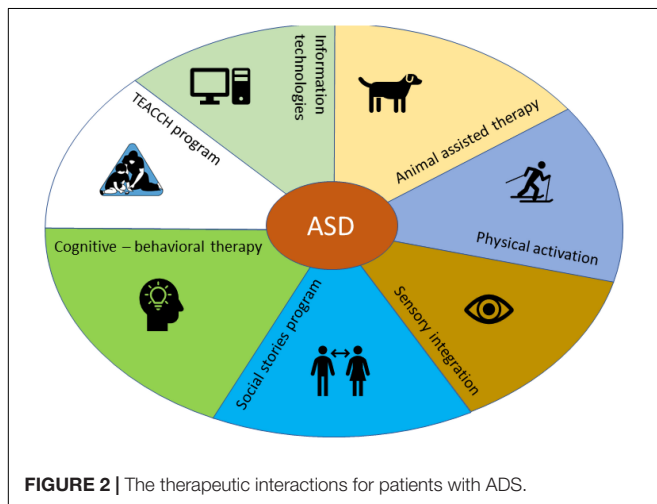 Information
technologies
TEACCH program
Animal assisted therapy
ASD
Physical activation
Cognitive – behavioral therapy
Sensory integration
Social stories program
FIGURE 2 | The therapeutic interactions for patients with ADS.